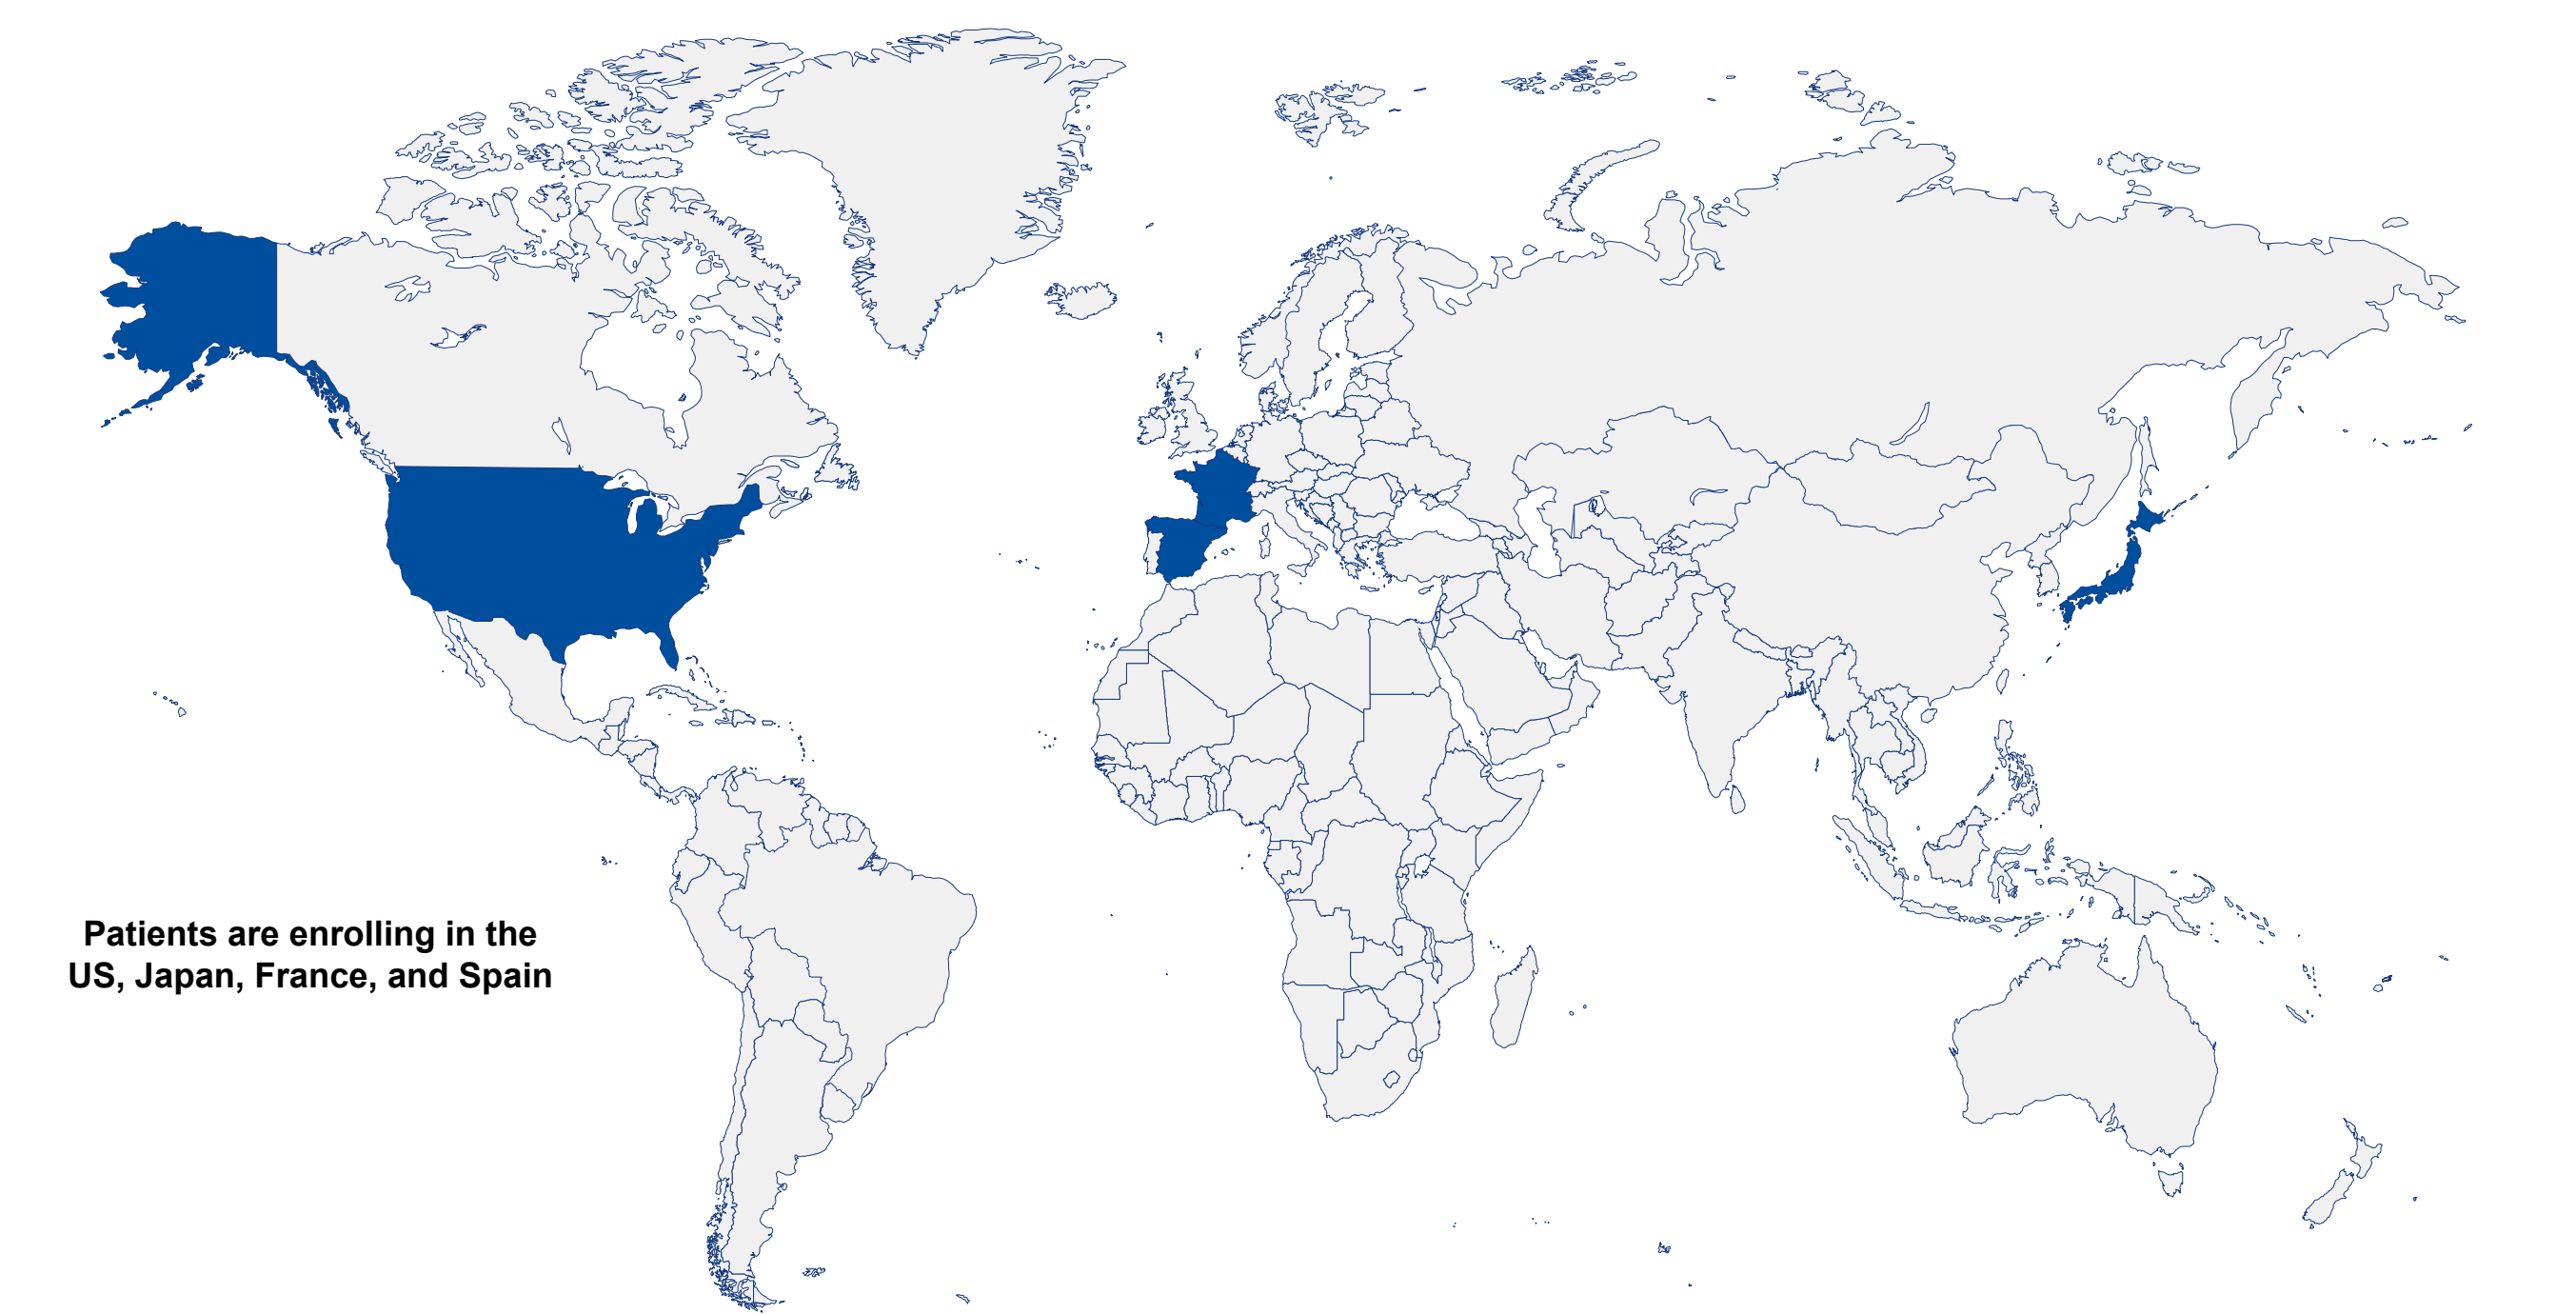 Patients are enrolling in the
US, Japan, France, and Spain